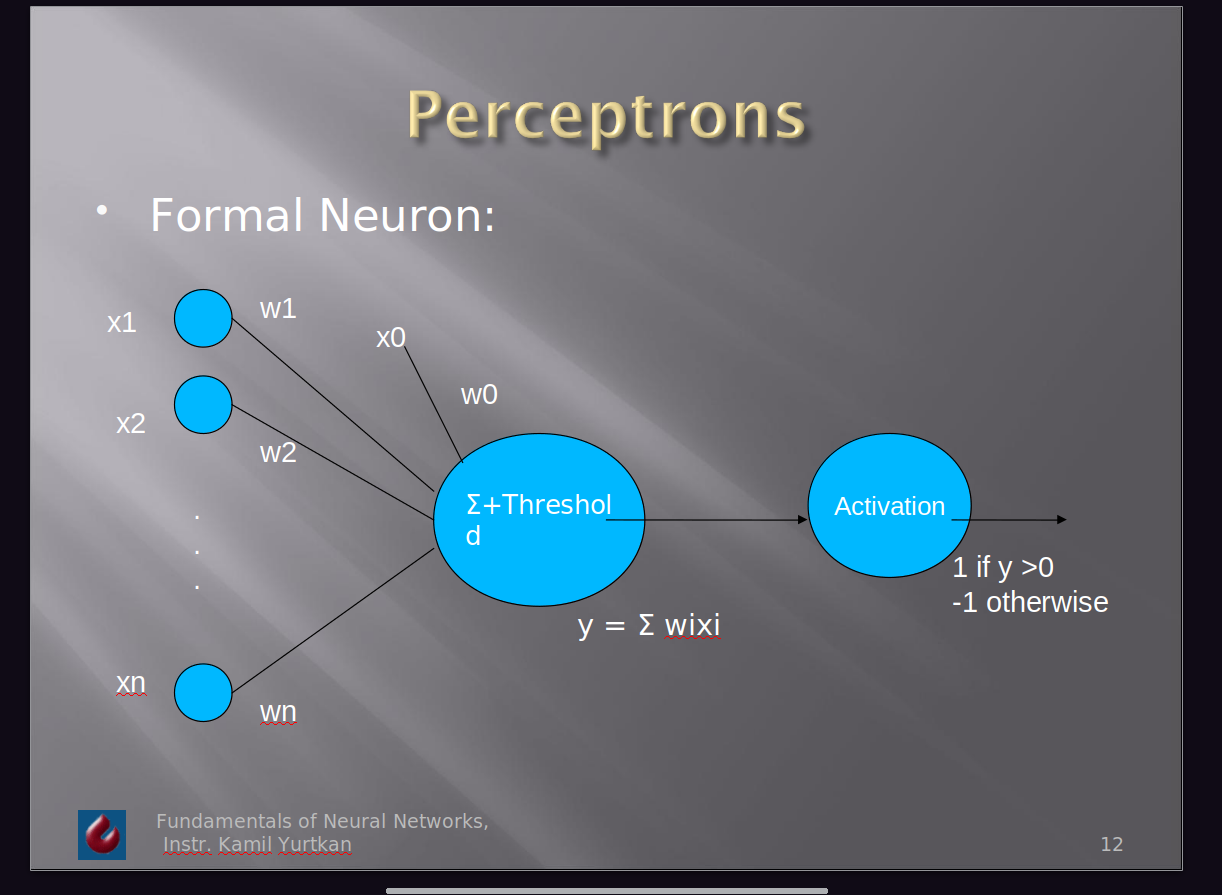 Perceptrons
• Formal Neuron:
x1
w1
x0
w0
x2
w2
.
.
.
Σ+Threshol
d
Activation
1 if y >0
-1 otherwise
y = Σ wixi
xn
wn
Fundamentals of Neural Networks,
Instr. Kamil Yurtkan
12